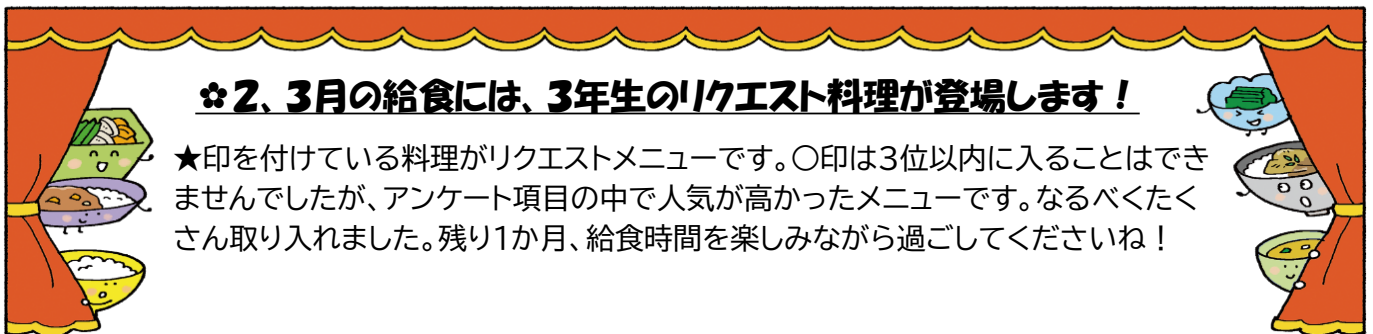 ✿2、3月の給食には、3年生のリクエスト料理が登場します！
★印を付けている料理がリクエストメニューです。〇印は3位以内に入ることはでき
ませんでしたが、アンケート項目の中で人気が高かったメニューです。なるべくたく
さん取り入れました。残り1か月、給食時間を楽しみながら過ごしてくださいね！